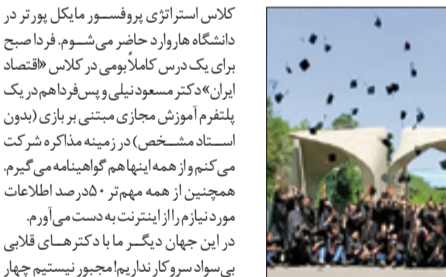 کلاس استراتژی پروفسور مایکل پورتر در
دانشگاه هاروارد حاضر می‌شوم. فردا صبح
برای یک درس کاملاً بومی در کلاس «اقتصاد
ایران» دکتر مسعود نیلی و پس‌فردا هم در یک
پلتفرم آموزش مجازی مبتنی بر بازی (بدون
استاد مشخص) در زمینه مذاکره شرکت
می‌کنم و از همه اینها هم گواهینامه می‌گیرم.
همچنین از همه مهم‌تر ۵۰درصد اطلاعات
مورد نیازم را از اینترنت به دست می‌آورم.
در این جهان دیگر ما با دکترهای قلابی
بی‌سواد سروکار نداریم! مجبور نیستیم چهار